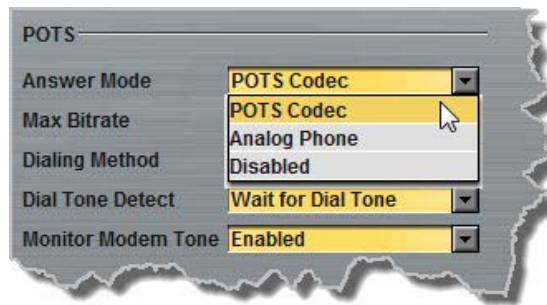 POTS
Answer Mode POTS Codec
POTS Codec
Max Bitrate
Analog Phone
Dialing Method
Disabled
Dial Tone Detect Wait for Dial Tone
Monitor Modem Tone Enabled